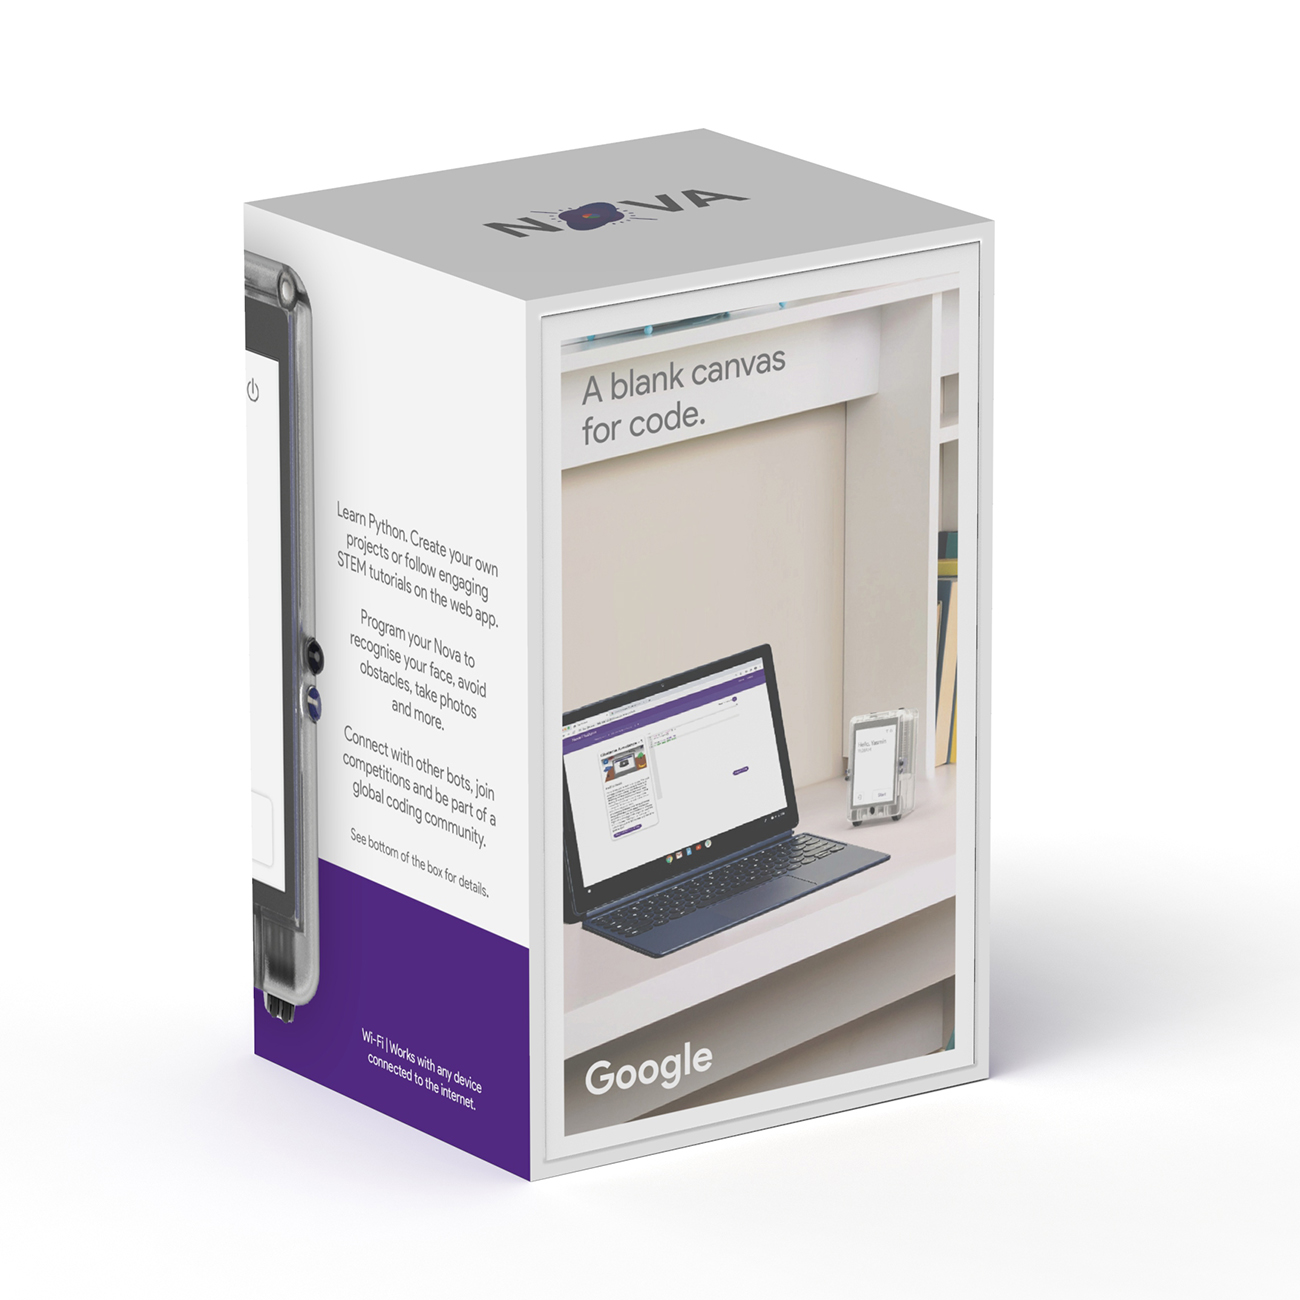 NOVA
A blank canvas
for code.
Google
Learn Python. Create your own
projects or follow engaging
STEM tutorials on the web app.
Program your Nova to
recognise your face, avoid
obstacles, take photos
and more.
Connect with other bots, join
competitions and be part of a
global coding community.
See bottom of the box for details.
Wi-Fi | Works with any device
connected to the internet.